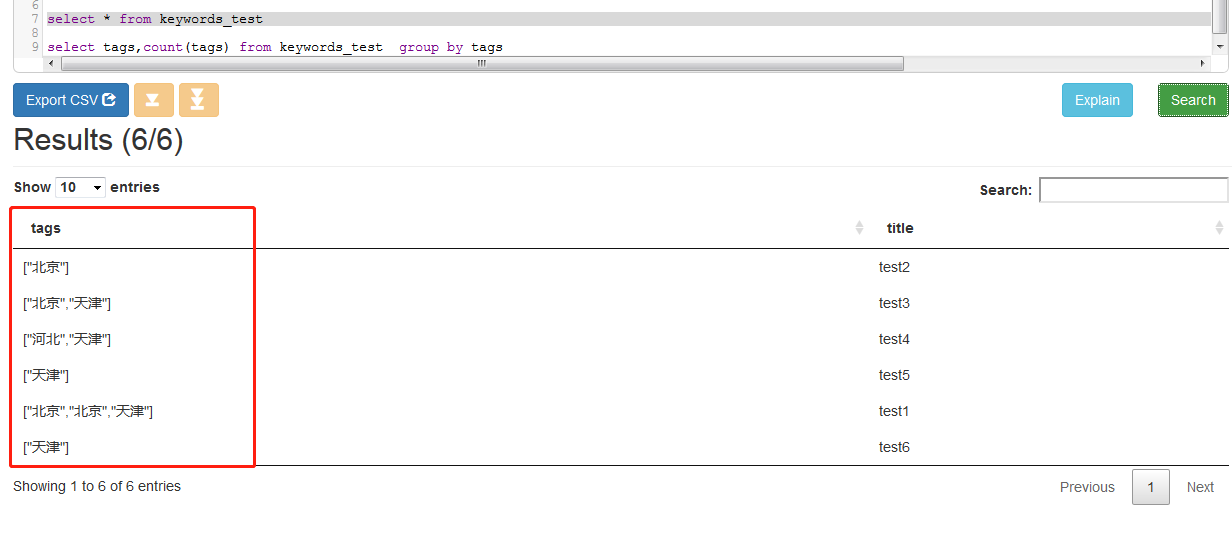 6
7 select * from keywords_test
8
9 select tags,count(tags) from keywords_test  group by tags
Export CSV Explain Search
Results (6/6)
Show 10 entries Search:
tags title
["北京"] test2
["北京","天津"] test3
["河北","天津"] test4
["天津"] test5
["北京","北京","天津"] test1
["天津"] test6
Showing 1 to 6 of 6 entries Previous 1 Next